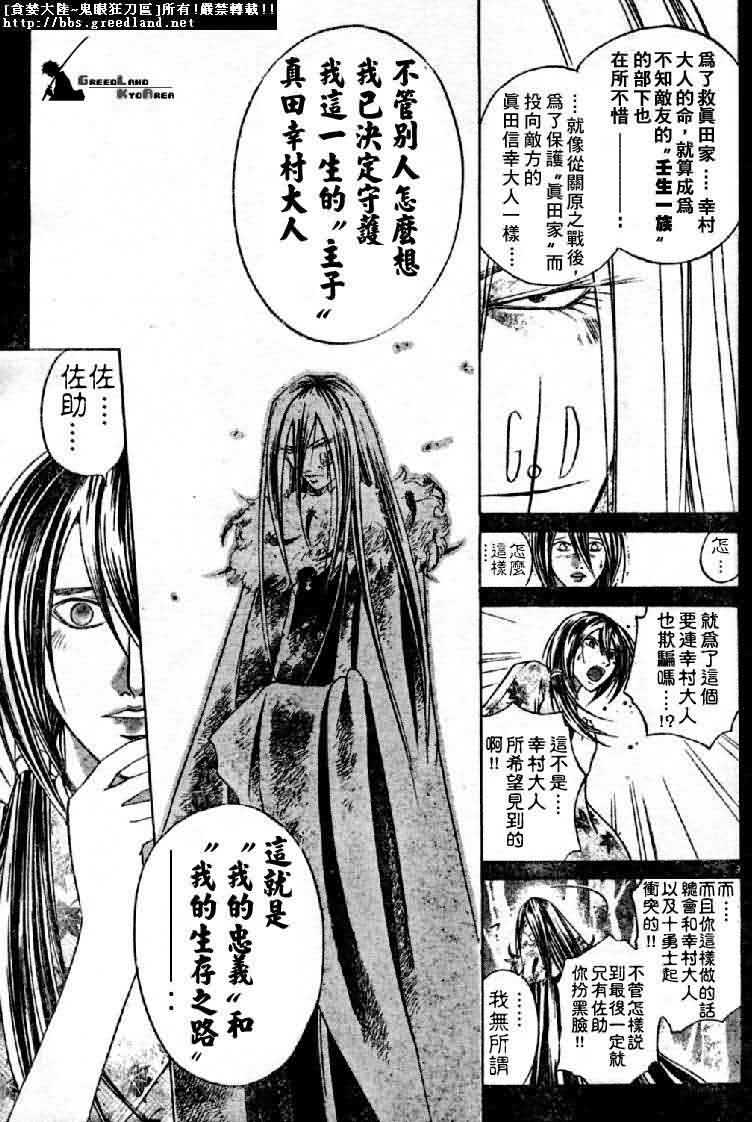 [貪婪大陸~鬼眼狂刀區]所有!嚴禁轉載!!
http://bbs.greedland.net/
GreedLand
KyoArea
為了救眞田家……幸村
大人的命,就算成為
不知敵友的〝壬生一族〞
的部下也
在所不惜
——..
……就像從關原之戰後,
為了保護〝眞田家〞而
投向敵方的
眞田信幸大人一樣……
GOD
不管別人怎麼想
我已決定守護
我這一生的〝主子〞
真田幸村大人
怎…
怎麼
這樣
……
就為了這個
要連幸村大人
也欺騙嗎……!?
這不是……
幸村大人
所希望見到的
啊!!
而……
而且你這樣做的話
總會和幸村大人
以及十勇士起
衝突的!!
不管怎樣說
到最後一定就
只有佐助
你扮黑臉!!
……
我無所謂
佐……
佐助
……
這就是
〝我的忠義〞和
〝我的生存之路〞
——..